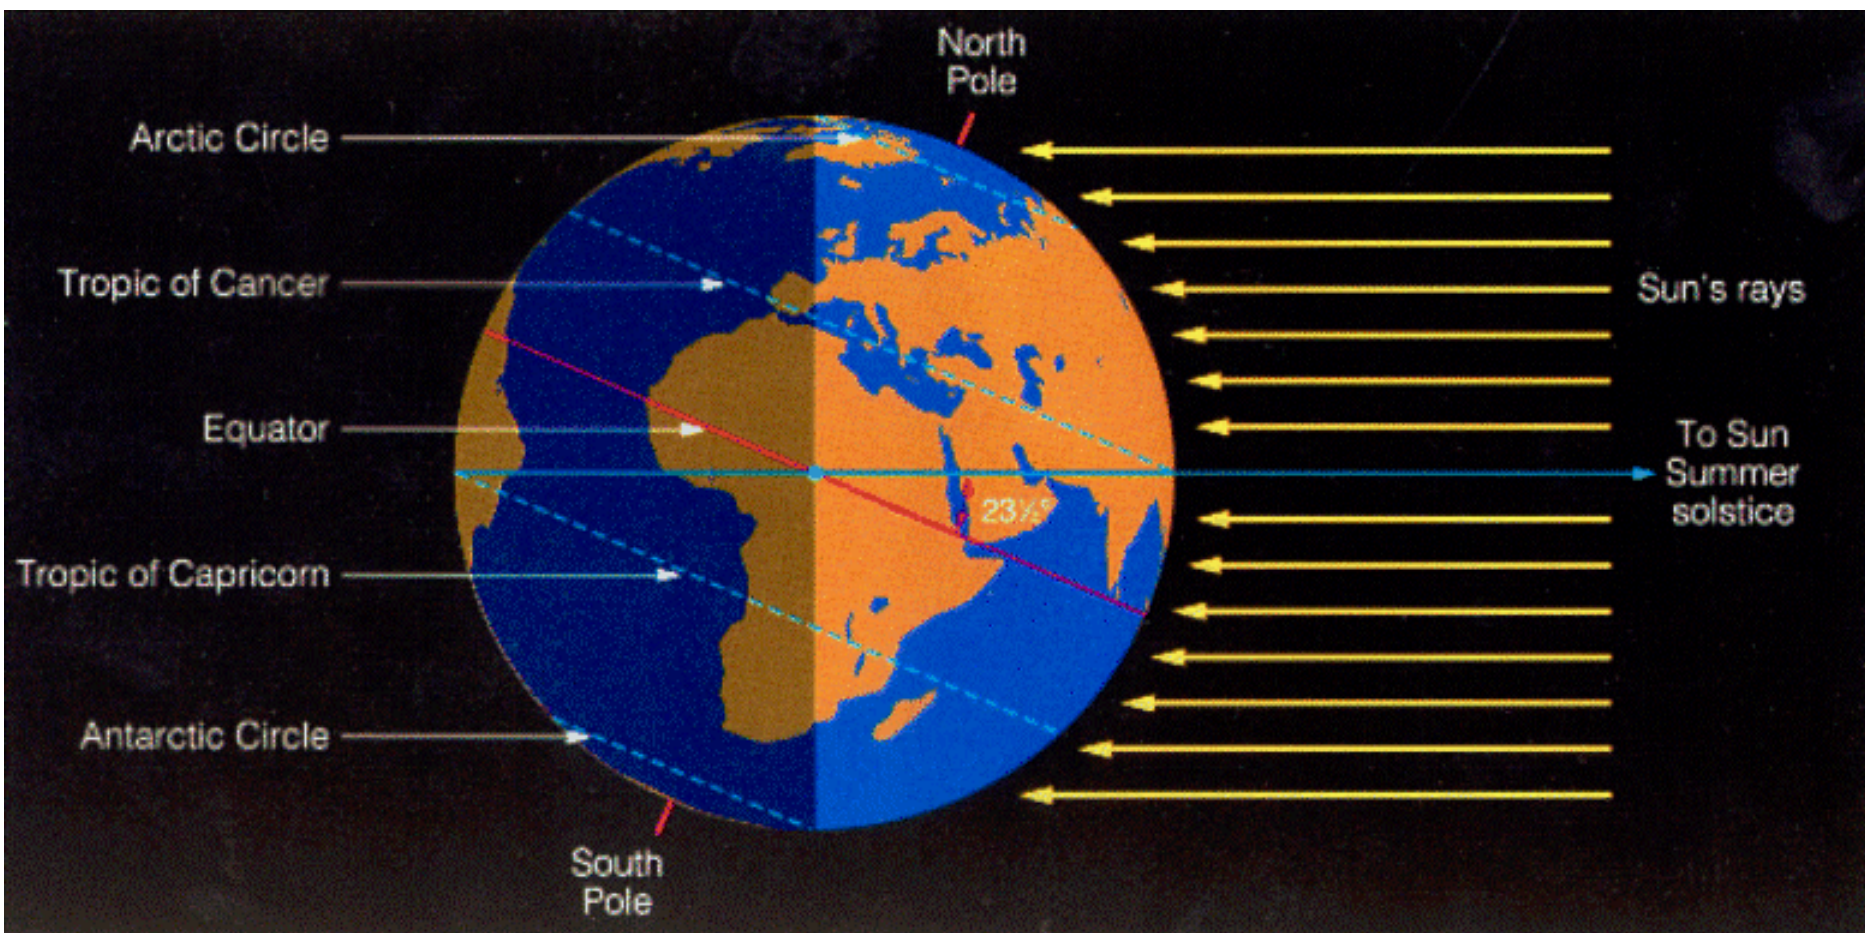 North
Pole
Arctic Circle
Tropic of Cancer
Sun's rays
Equator
To Sun
Summer
solstice
23½°
Tropic of Capricorn
Antarctic Circle
South
Pole